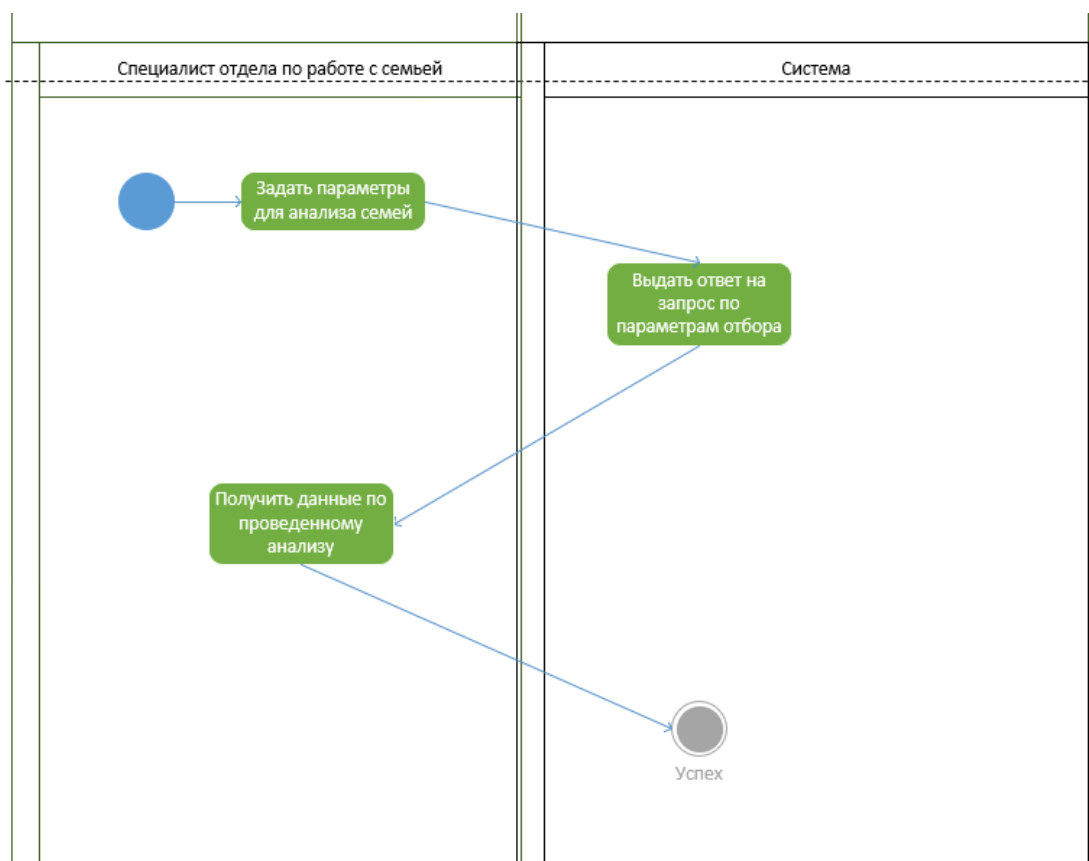 Специалист отдела по работе с семьей
Система
Задать параметры
для анализа семей
Выдать ответ на
запрос по
параметрам отбора
Получить данные по
проведенному
анализу
Успех